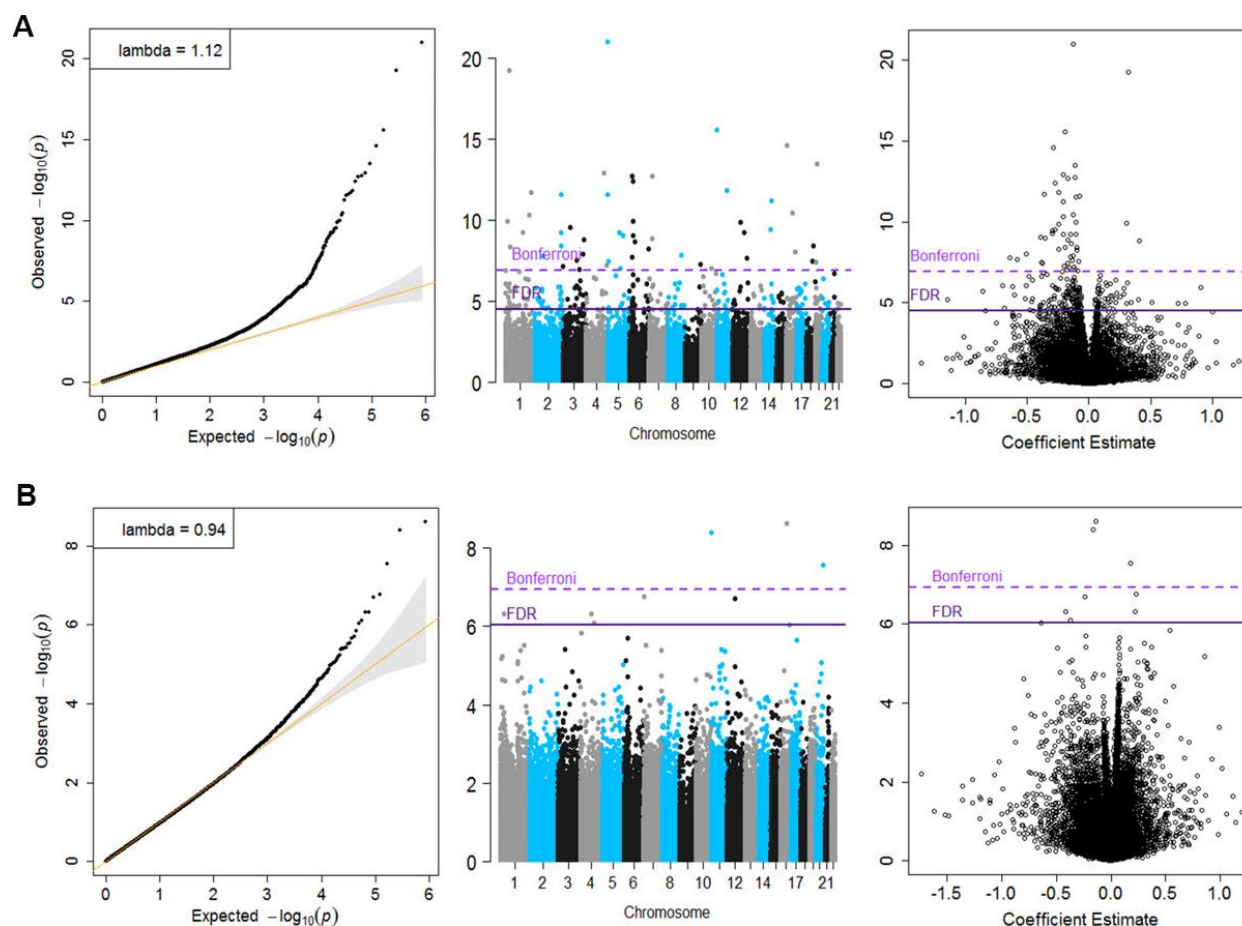 A
lambda = 1.12
Observed −log10(p)
0 5 10 15 20
0 1 2 3 4 5 6
Expected −log10(p)
0 5 10 15 20
Bonferroni
FDR
1 2 3 4 5 6 8 10 12 14 17 21
Chromosome
0 5 10 15 20
Bonferroni
FDR
-1.0 -0.5 0.0 0.5 1.0
Coefficient Estimate
B
lambda = 0.94
Observed −log10(p)
0 2 4 6 8
0 1 2 3 4 5 6
Expected −log10(p)
0 2 4 6 8
Bonferroni
FDR
1 2 3 4 5 6 8 10 12 14 17 21
Chromosome
0 2 4 6 8
Bonferroni
FDR
-1.5 -1.0 -0.5 0.0 0.5 1.0
Coefficient Estimate